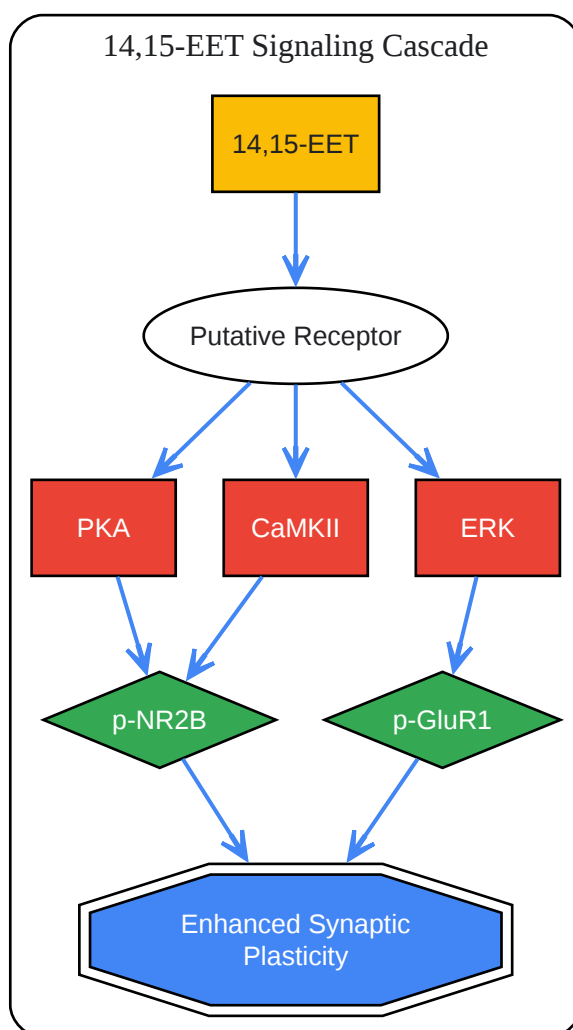 14,15-EET Signaling Cascade
14,15-EET
Putative Receptor
PKA
CaMKII
ERK
p-NR2B
p-GluR1
Enhanced Synaptic
Plasticity